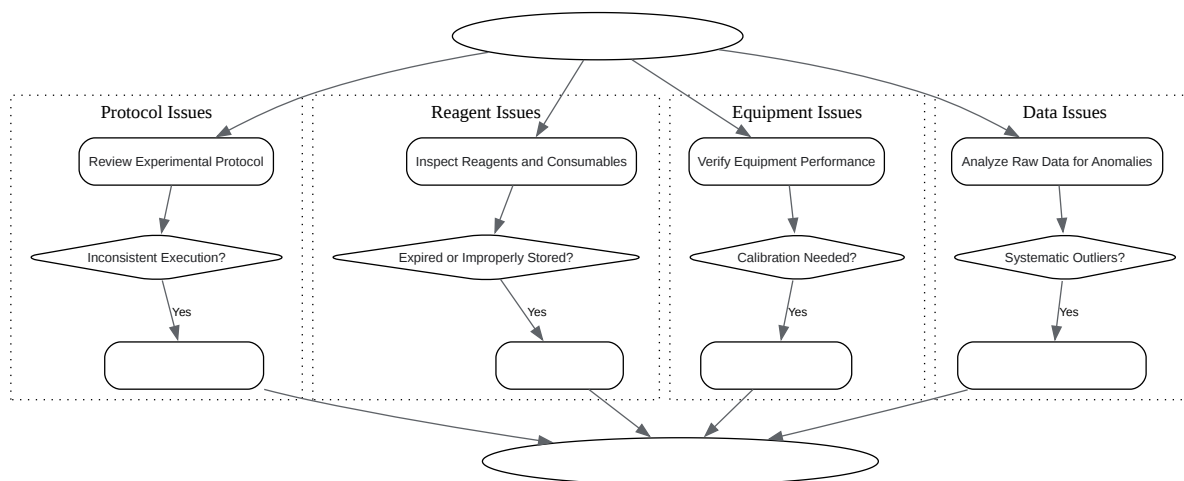 Protocol Issues
Reagent Issues
Equipment Issues
Data Issues
Review Experimental Protocol
Inspect Reagents and Consumables
Verify Equipment Performance
Analyze Raw Data for Anomalies
Inconsistent Execution?
Expired or Improperly Stored?
Calibration Needed?
Systematic Outliers?
Yes
Yes
Yes
Yes